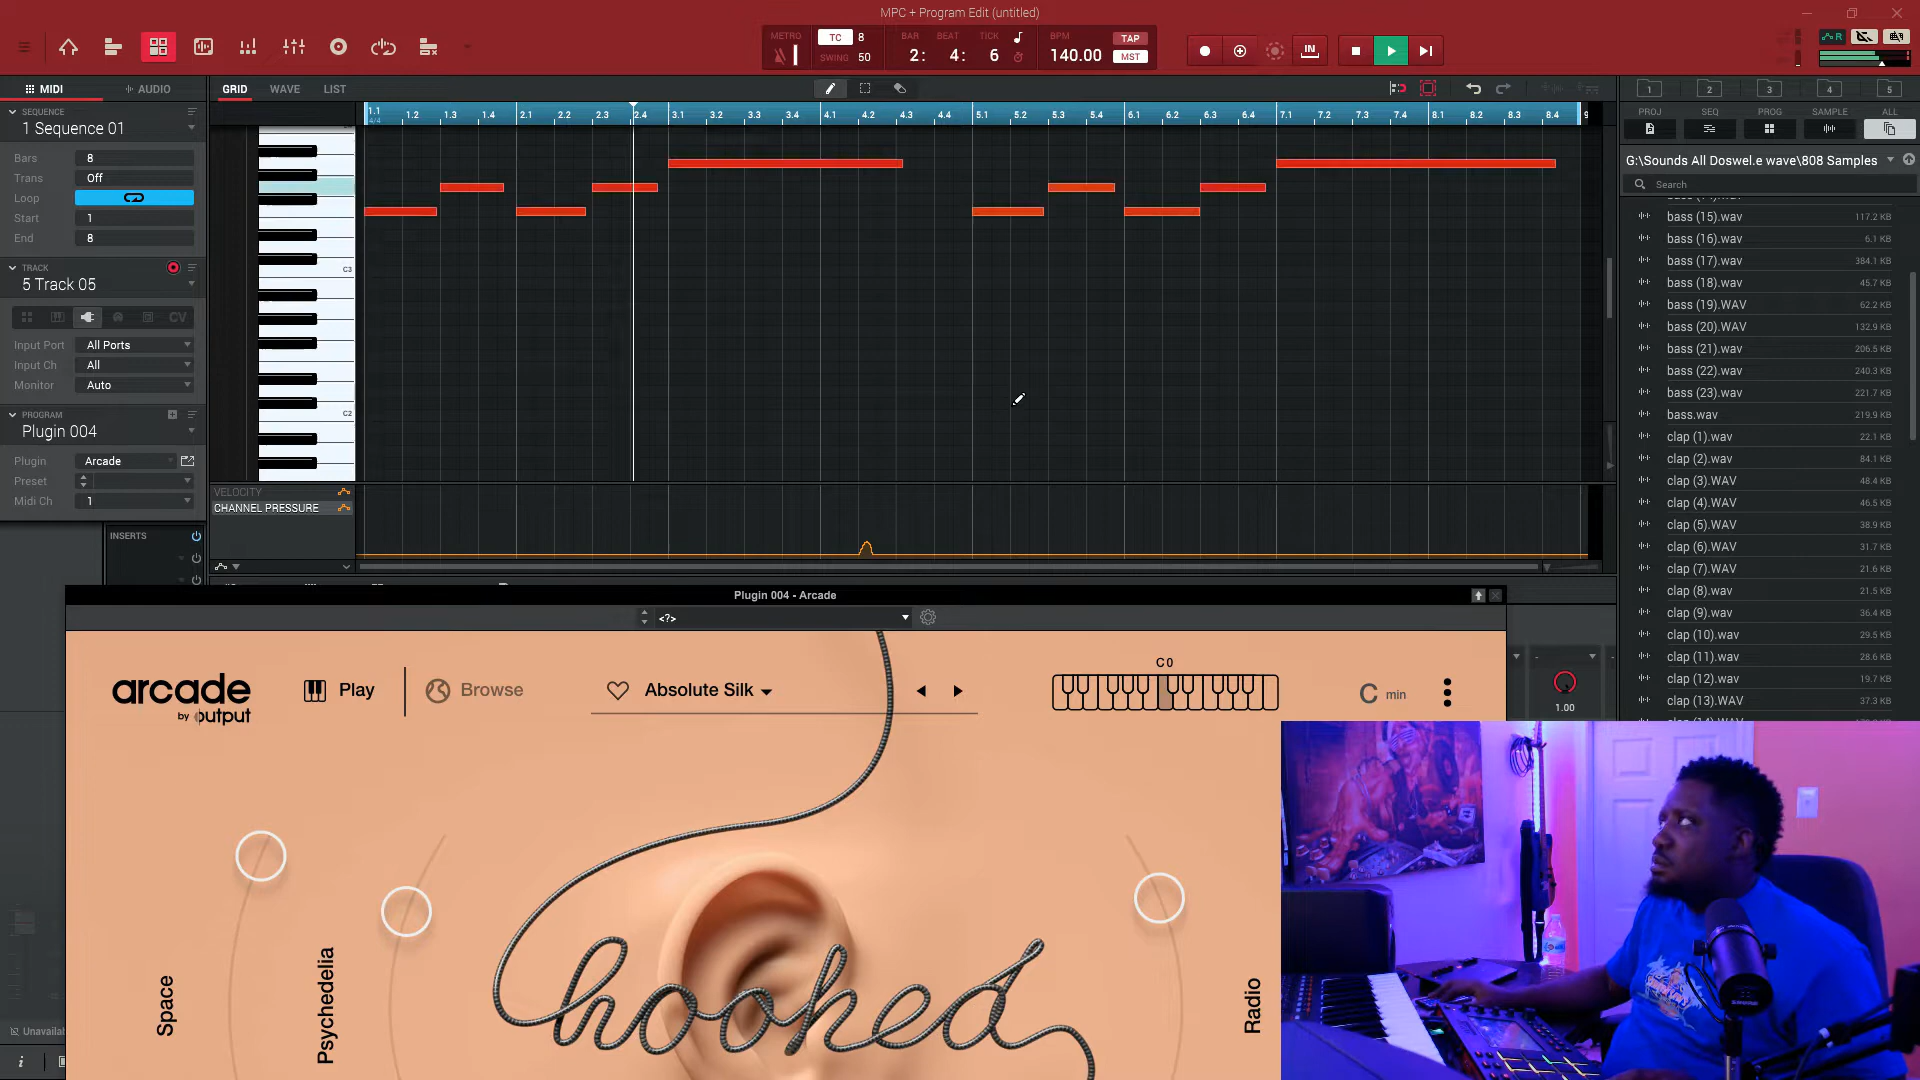 MPC + Program Edit (untitled)
METRO
TC 8
SWING 50
BAR
BEAT
TICK
2: 4: 6
BPM
140.00
TAP
MST
IN
R
MIDI
AUDIO
GRID
WAVE
LIST
1
2
3
4
5
PROJ
SEQ
PROG
SAMPLE
ALL
SEQUENCE
1 Sequence 01
Bars 8
Trans Off
Loop
Start 1
End 8
TRACK
5 Track 05
CV
Input Port All Ports
Input Ch All
Monitor Auto
PROGRAM
Plugin 004
Plugin Arcade
Preset
Midi Ch 1
INSERTS
1.1
4/4
1.2
1.3
1.4
2.1
2.2
2.3
2.4
3.1
3.2
3.3
3.4
4.1
4.2
4.3
4.4
5.1
5.2
5.3
5.4
6.1
6.2
6.3
6.4
7.1
7.2
7.3
7.4
8.1
8.2
8.3
8.4
9
C3
C2
VELOCITY
CHANNEL PRESSURE
G:\Sounds All Doswel.e wave\808 Samples
Search
bass (15).wav 117.2 KB
bass (16).wav 6.1 KB
bass (17).wav 384.1 KB
bass (18).wav 45.7 KB
bass (19).WAV 62.2 KB
bass (20).WAV 132.9 KB
bass (21).wav 206.5 KB
bass (22).wav 240.3 KB
bass (23).wav 221.7 KB
bass.wav 219.9 KB
clap (1).wav 22.1 KB
clap (2).wav 84.1 KB
clap (3).WAV 48.4 KB
clap (4).WAV 46.5 KB
clap (5).WAV 38.9 KB
clap (6).WAV 31.7 KB
clap (7).WAV 21.6 KB
clap (8).WAV 21.5 KB
clap (9).WAV 36.4 KB
clap (10).WAV 29.5 KB
clap (11).wav 28.6 KB
clap (12).wav 19.7 KB
clap (13).WAV 37.3 KB
Plugin 004 - Arcade
<?>
arcade
by output
Play
Browse
Absolute Silk
C0
C min
1.00
Space
Psychedelia
hooked
Radio
Unavailab
i